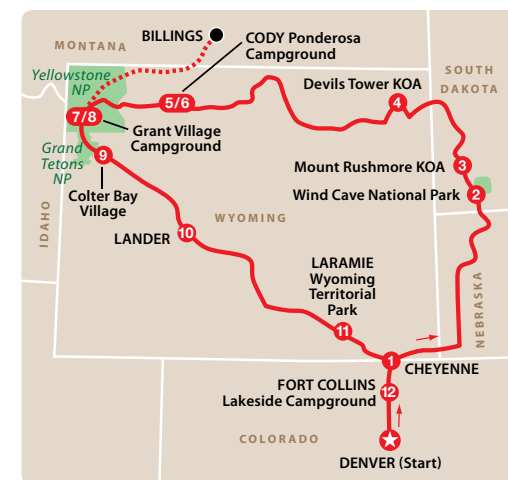 BILLINGS
CODY Ponderosa
Campground
MONTANA
Yellowstone
NP
SOUTH
DAKOTA
Devils Tower KOA
5/6
4
7/8
Grant Village
Campground
Grand
Tetons
NP
9
Colter Bay
Village
3
Mount Rushmore KOA
2
Wind Cave National Park
IDAHO
WYOMING
10
LANDER
LARAMIE
Wyoming
Territorial
Park
NEBRASKA
11
1
CHEYENNE
FORT COLLINS
Lakeside Campground
12
COLORADO
DENVER (Start)